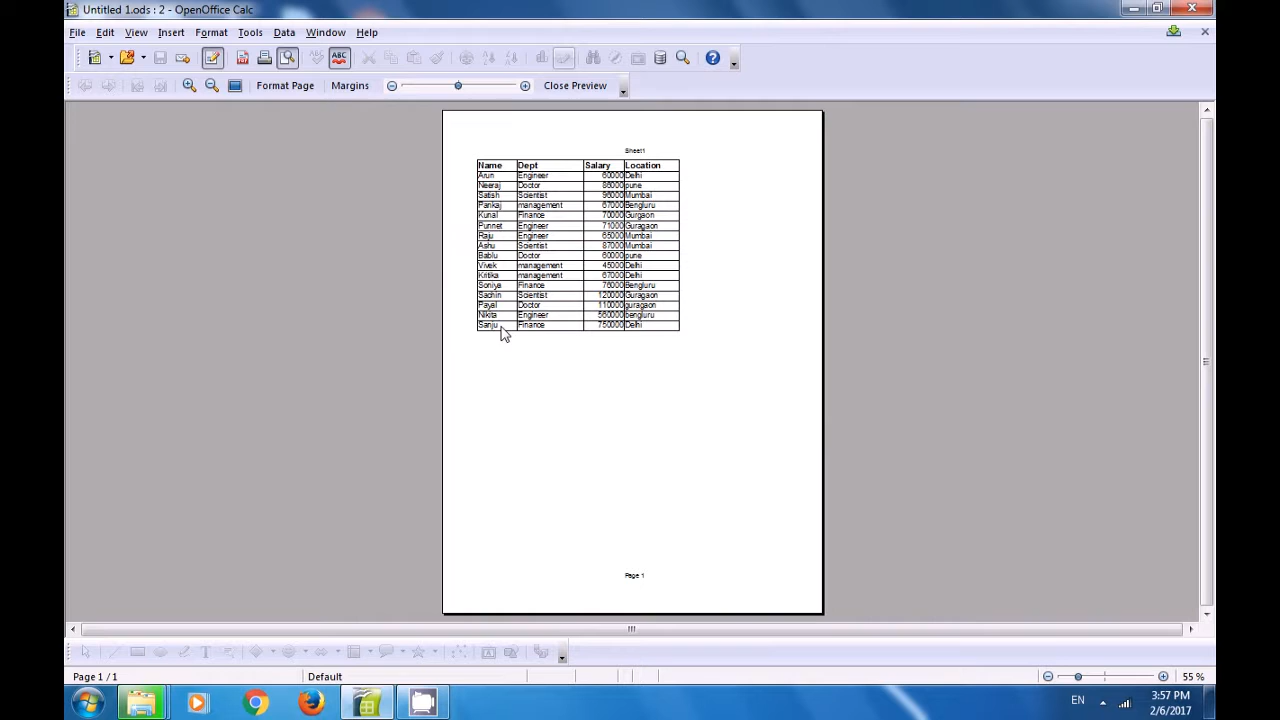 Untitled 1.ods : 2 - OpenOffice Calc
File Edit View Insert Format Tools Data Window Help
Format Page Margins Close Preview
Sheet1
Name Dept Salary Location
Arun Engineer 60000 Delhi
Neeraj Doctor 86000 pune
Satish Scientist 96000 Mumbai
Pankaj management 67000 Bengluru
Kunal Finance 70000 Gurgaon
Punnet Engineer 71000 Guragaon
Raju Engineer 65000 Mumbai
Ashu Scientist 87000 Mumbai
Bablu Doctor 60000 pune
Vivek management 45000 Delhi
Kritika management 67000 Delhi
Soniya Finance 76000 Bengluru
Sachin Scientist 120000 Guragaon
Payal Doctor 110000 guragaon
Nikita Engineer 560000 bengluru
Sanju Finance 750000 Delhi
Page 1
Page 1 / 1 Default 55 %
EN 3:57 PM
2/6/2017